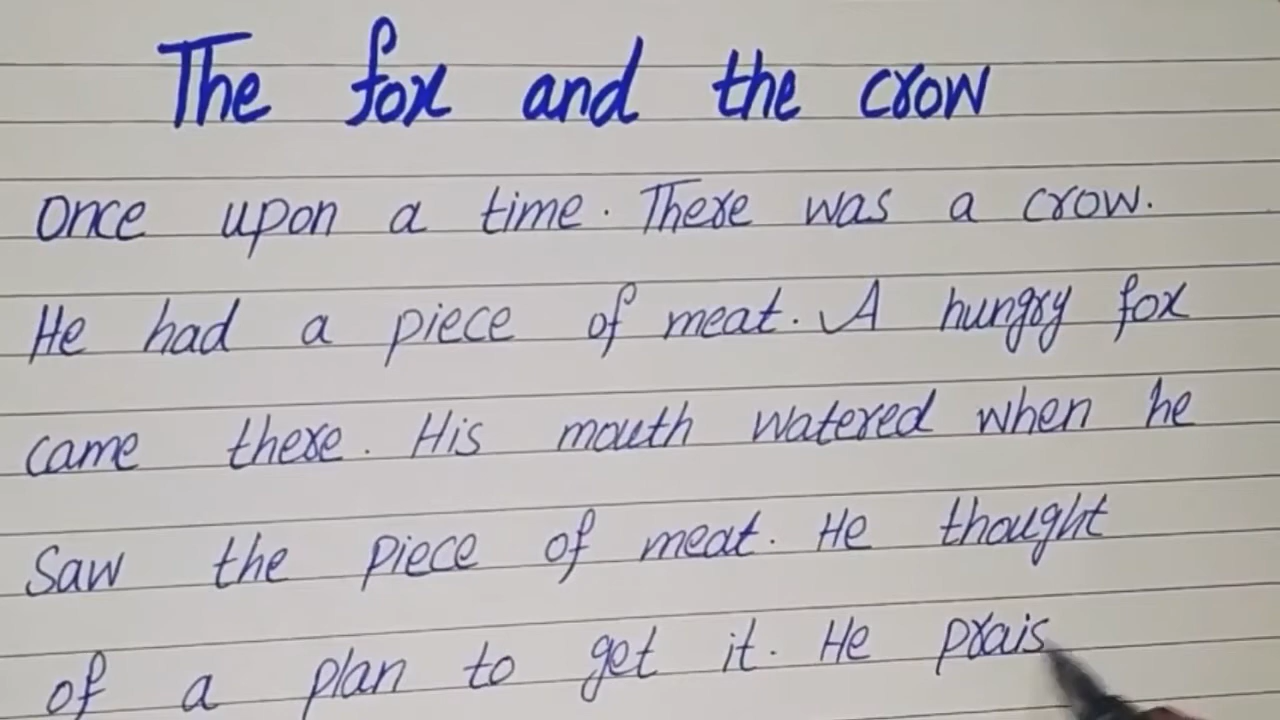 The fox and the crow
Once upon a time. There was a crow.
He had a piece of meat. A hungry fox
came there. His mouth watered when he
Saw the Piece of meat. He thought
of a plan to get it. He prais